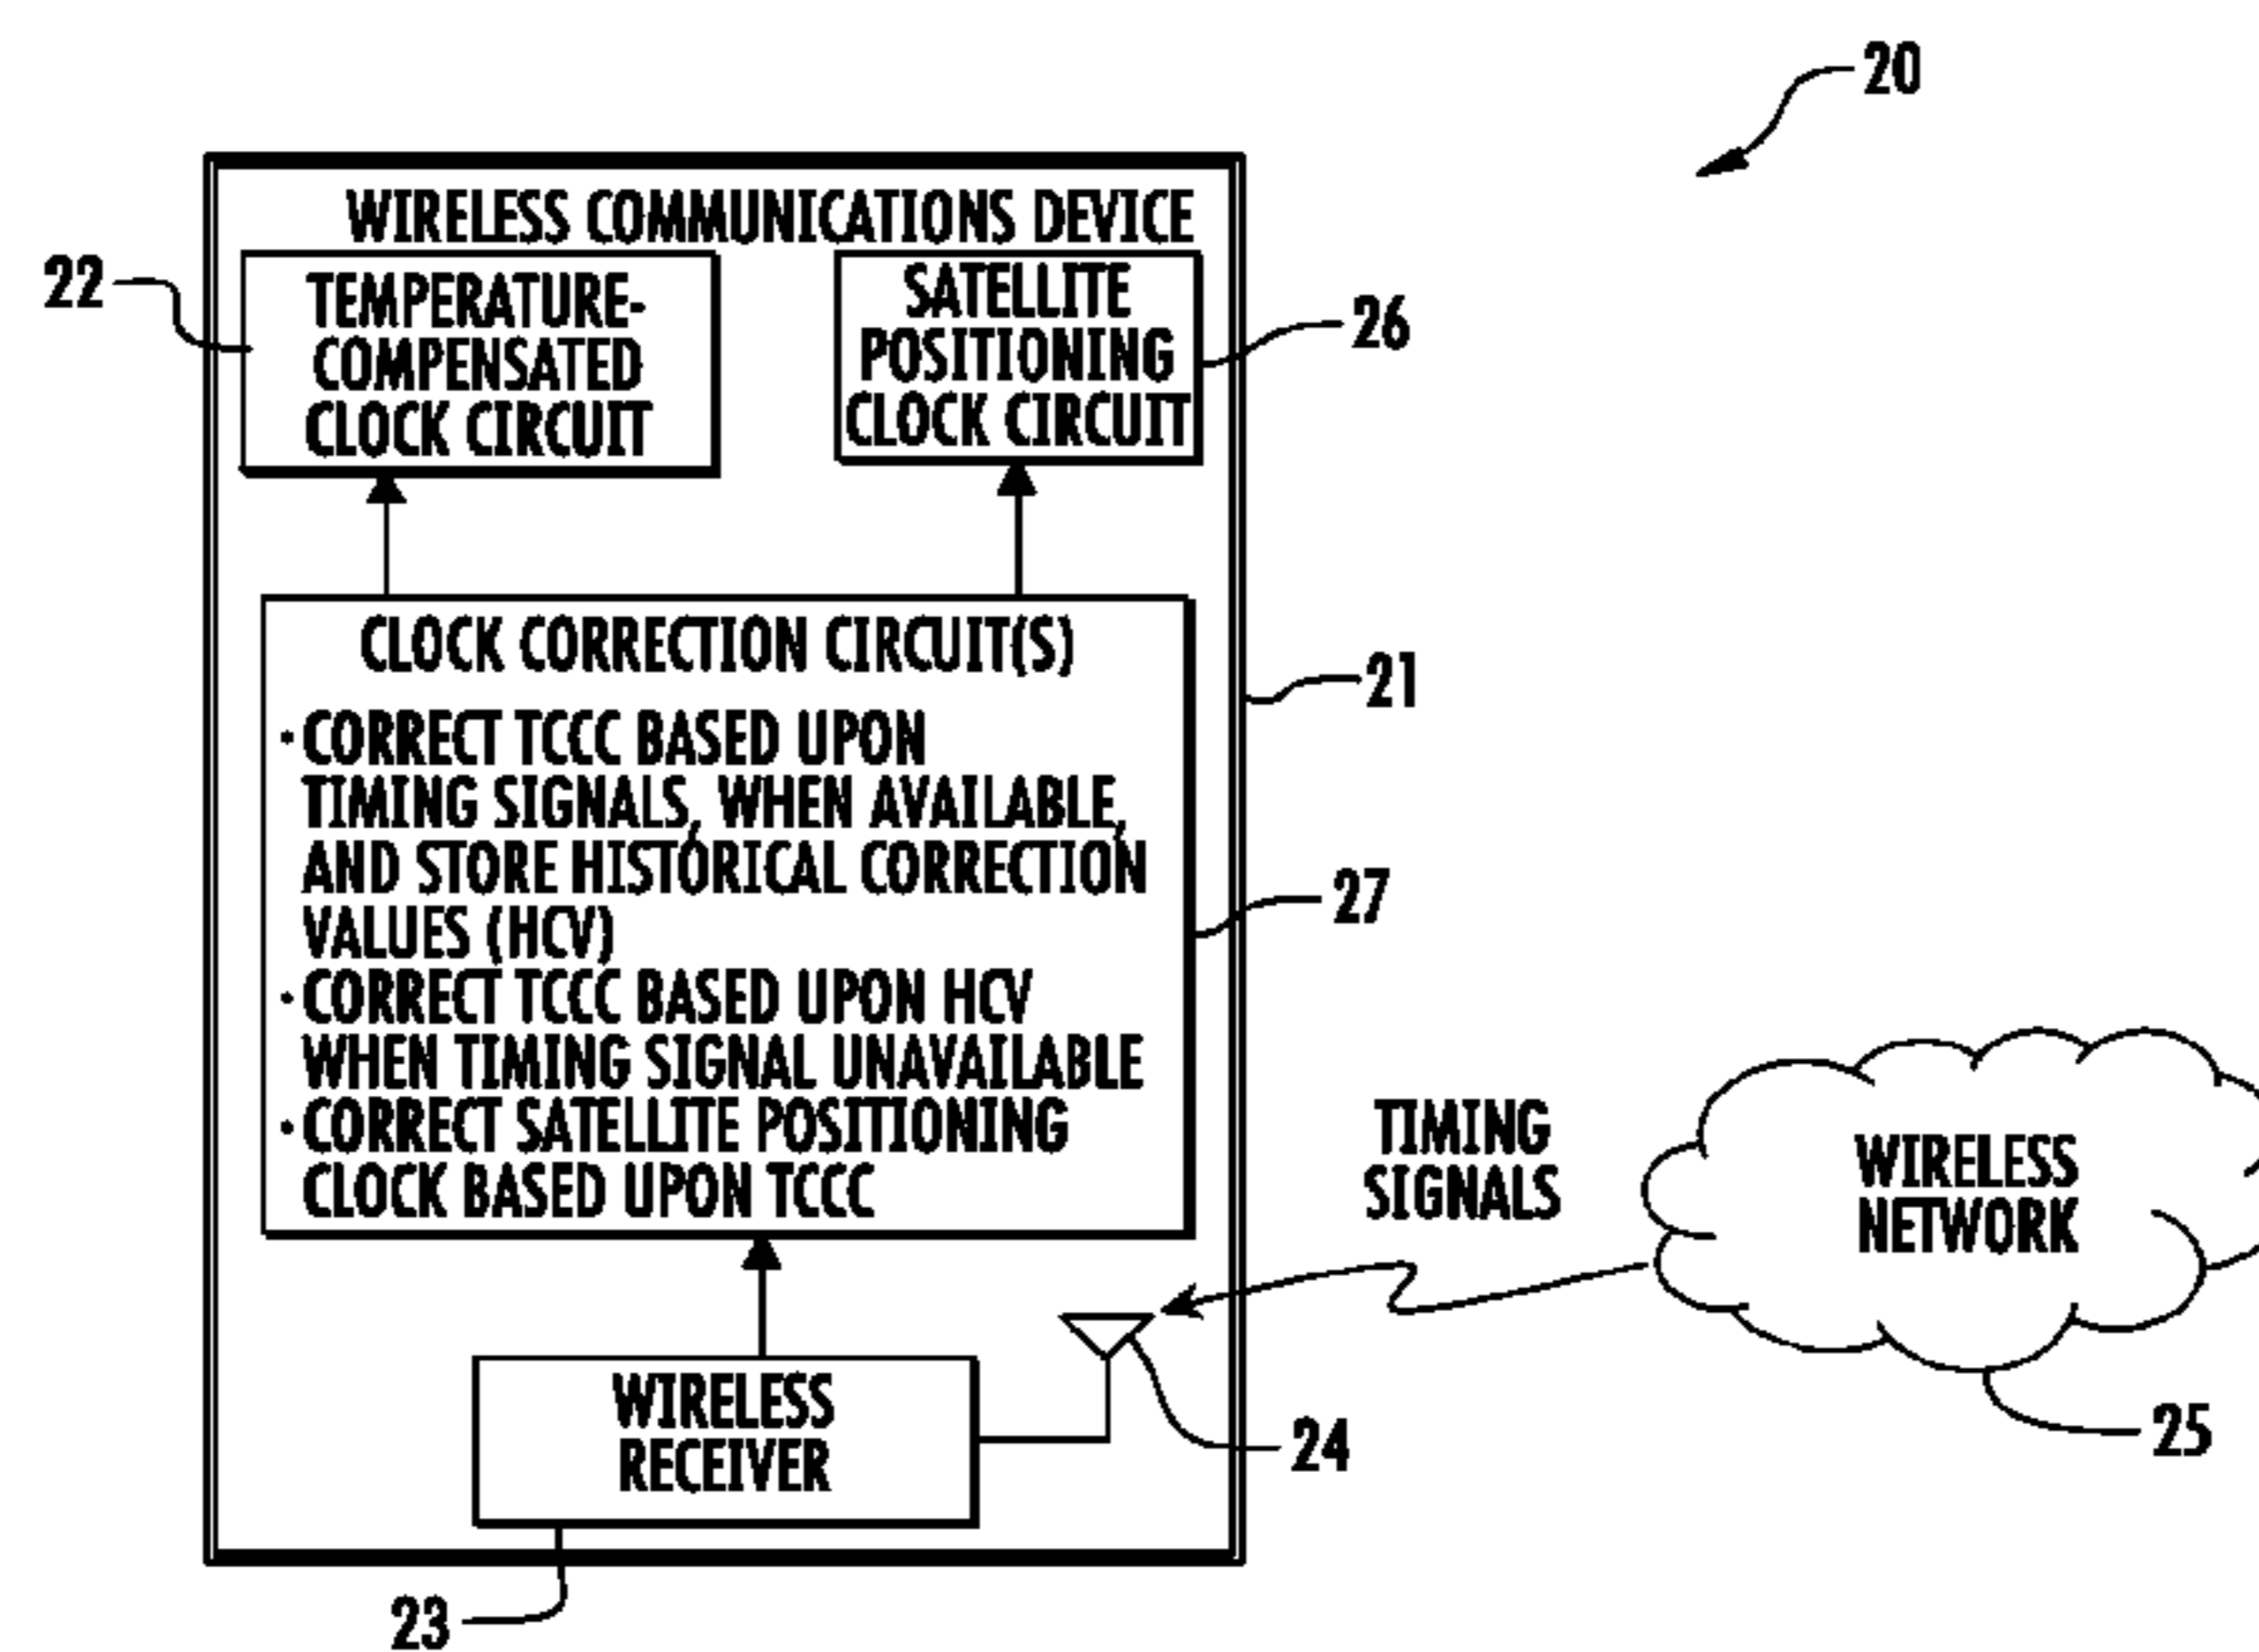 20
WIRELESS COMMUNICATIONS DEVICE
22
TEMPERATURE-
COMPENSATED
CLOCK CIRCUIT
SATELLITE
POSITIONING
CLOCK CIRCUIT
26
CLOCK CORRECTION CIRCUIT(S)
• CORRECT TCCC BASED UPON
TIMING SIGNALS, WHEN AVAILABLE,
AND STORE HISTORICAL CORRECTION
VALUES (HCV)
• CORRECT TCCC BASED UPON HCV
WHEN TIMING SIGNAL UNAVAILABLE
• CORRECT SATELLITE POSITIONING
CLOCK BASED UPON TCCC
21
27
TIMING
SIGNALS
WIRELESS
NETWORK
WIRELESS
RECEIVER
24
25
23